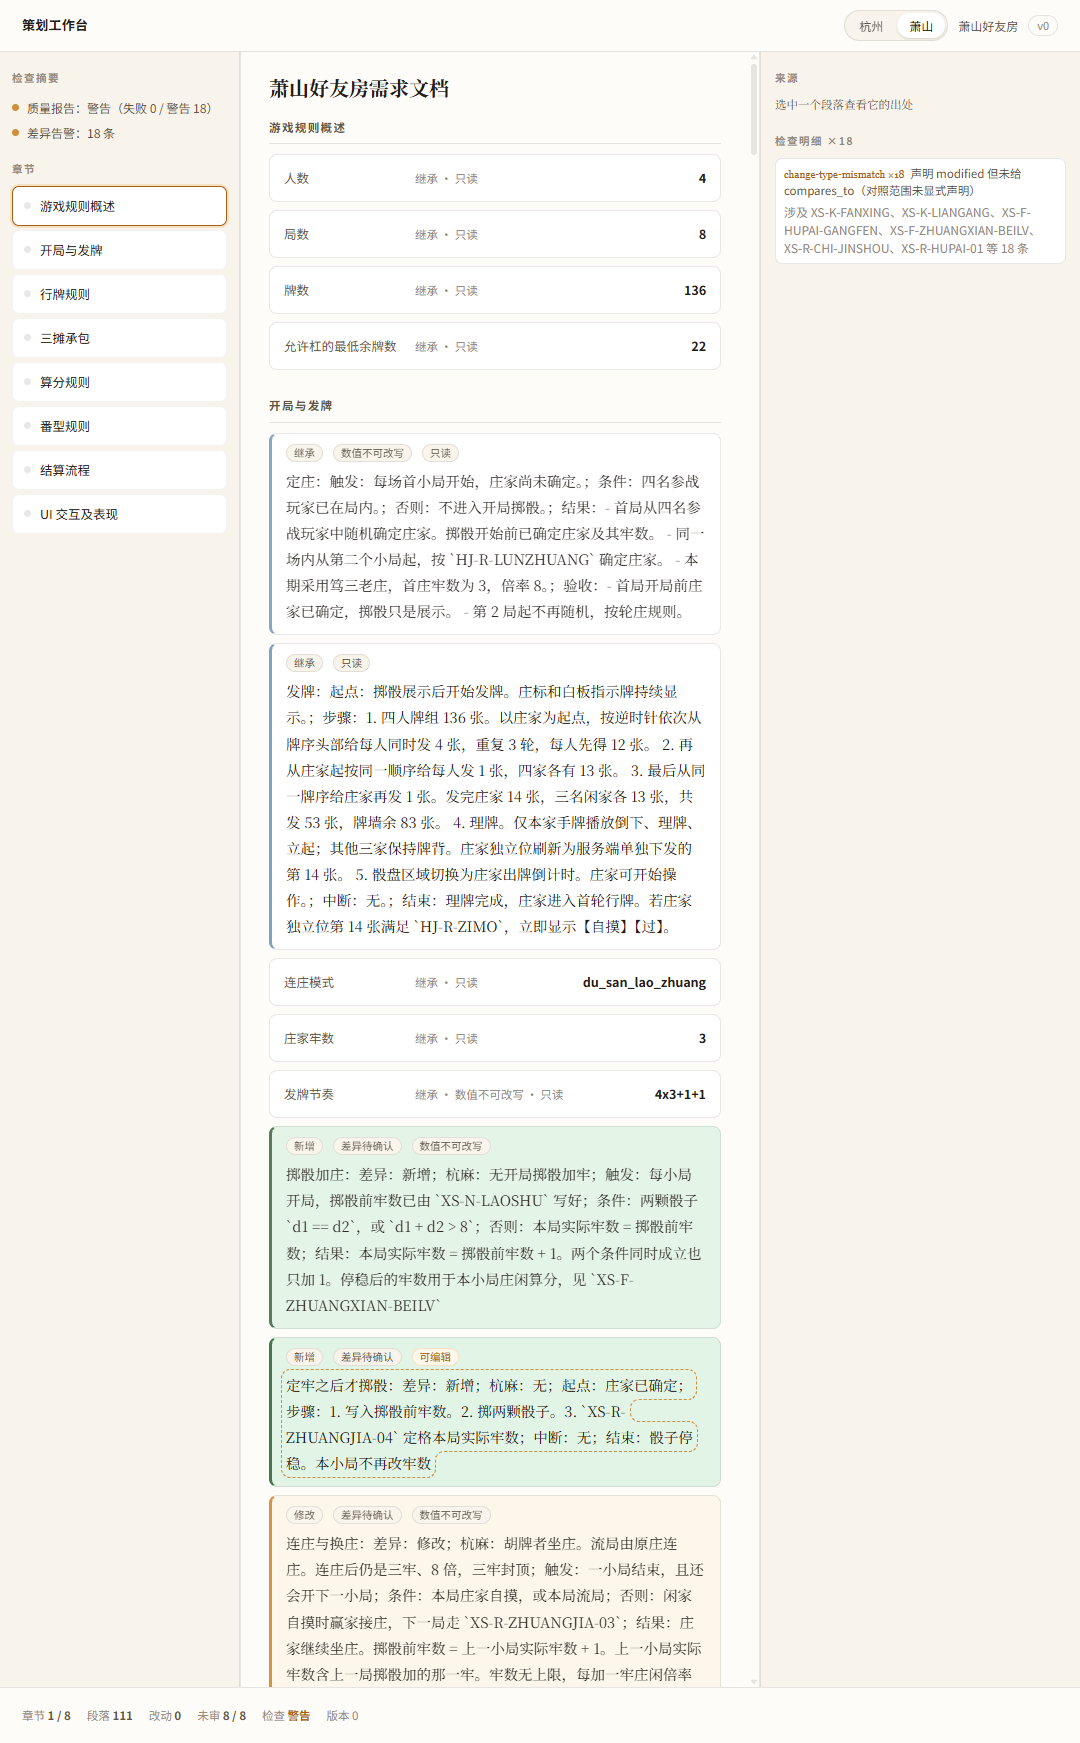 策划工作台
杭州 萧山 萧山好友房 v0
检查摘要
质量报告：警告（失败 0 / 警告 18）
差异告警：18 条
章节
游戏规则概述
开局与发牌
行牌规则
三摊承包
算分规则
番型规则
结算流程
UI 交互及表现
萧山好友房需求文档
游戏规则概述
人数 继承 · 只读 4
局数 继承 · 只读 8
牌数 继承 · 只读 136
允许杠的最低余牌数 继承 · 只读 22
开局与发牌
继承 数值不可改写 只读
定庄：触发：每场首小局开始，庄家尚未确定。；条件：四名参战
玩家已在局内。；否则：不进入开局掷骰。；结果：- 首局从四名参
战玩家中随机确定庄家。掷骰开始前已确定庄家及其牢数。 - 同一
场内从第二个小局起，按 `HJ-R-LUNZHUANG` 确定庄家。 - 本
期采用笃三老庄，首庄牢数为 3，倍率 8。；验收：- 首局开局前庄
家已确定，掷骰只是展示。 - 第 2 局起不再随机，按轮庄规则。
继承 只读
发牌：起点：掷骰展示后开始发牌。庄标和白板指示牌持续显
示。；步骤：1. 四人牌组 136 张。以庄家为起点，按逆时针依次从
牌序头部给每人同时发 4 张，重复 3 轮，每人先得 12 张。 2. 再
从庄家起按同一顺序给每人发 1 张，四家各有 13 张。 3. 最后从同
一牌序给庄家再发 1 张。发完庄家 14 张，三名闲家各 13 张，共
发 53 张，牌墙余 83 张。 4. 理牌。仅本家手牌播放倒下、理牌、
立起；其他三家保持牌背。庄家独立位刷新为服务端单独下发的
第 14 张。 5. 骰盘区域切换为庄家出牌倒计时。庄家可开始操
作。；中断：无。；结束：理牌完成，庄家进入首轮行牌。若庄家
独立位第 14 张满足 `HJ-R-ZIMO`，立即显示【自摸】【过】。
连庄模式 继承 · 只读 du_san_lao_zhuang
庄家牢数 继承 · 只读 3
发牌节奏 继承 · 数值不可改写 · 只读 4x3+1+1
新增 差异待确认 数值不可改写
掷骰加庄：差异：新增；杭麻：无开局掷骰加牢；触发：每小局
开局，掷骰前牢数已由 `XS-N-LAOSHU` 写好；条件：两颗骰子
`d1 == d2`，或 `d1 + d2 > 8`；否则：本局实际牢数 = 掷骰前牢
数；结果：本局实际牢数 = 掷骰前牢数 + 1。两个条件同时成立也
只加 1。停稳后的牢数用于本小局庄闲算分，见 `XS-F-
ZHUANGXIAN-BEILV`
新增 差异待确认 可编辑
定牢之后才掷骰：差异：新增；杭麻：无；起点：庄家已确定；
步骤：1. 写入掷骰前牢数。2. 掷两颗骰子。3. `XS-R-
ZHUANGJIA-04` 定格本局实际牢数；中断：无；结束：骰子停
稳。本小局不再改牢数
修改 差异待确认 数值不可改写
连庄与换庄：差异：修改；杭麻：胡牌者坐庄。流局由原庄连
庄。连庄后仍是三牢、8 倍，三牢封顶；触发：一小局结束，且还
会开下一小局；条件：本局庄家自摸，或本局流局；否则：闲家
自摸时赢家接庄，下一局走 `XS-R-ZHUANGJIA-03`；结果：庄
家继续坐庄。掷骰前牢数 = 上一小局实际牢数 + 1。上一小局实际
牢数含上一局掷骰加的那一牢。牢数无上限，每加一牢庄闲倍率
来源
选中一个段落查看它的出处
检查明细 ×18
change-type-mismatch ×18 声明 modified 但未给
compares_to（对照范围未显式声明）
涉及 XS-K-FANXING、XS-K-LIANGANG、XS-F-
HUPAI-GANGFEN、XS-F-ZHUANGXIAN-BEILV、
XS-R-CHI-JINSHOU、XS-R-HUPAI-01 等 18 条
章节 1 / 8 段落 111 改动 0 未审 8 / 8 检查 警告 版本 0